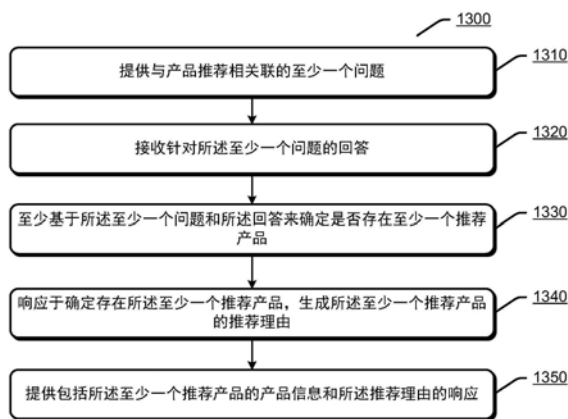 1300
1310
提供与产品推荐相关联的至少一个问题
1320
接收针对所述至少一个问题的回答
1330
至少基于所述至少一个问题和所述回答来确定是否存在至少一个推荐
产品
1340
响应于确定存在所述至少一个推荐产品，生成所述至少一个推荐产品
的推荐理由
1350
提供包括所述至少一个推荐产品的产品信息和所述推荐理由的响应